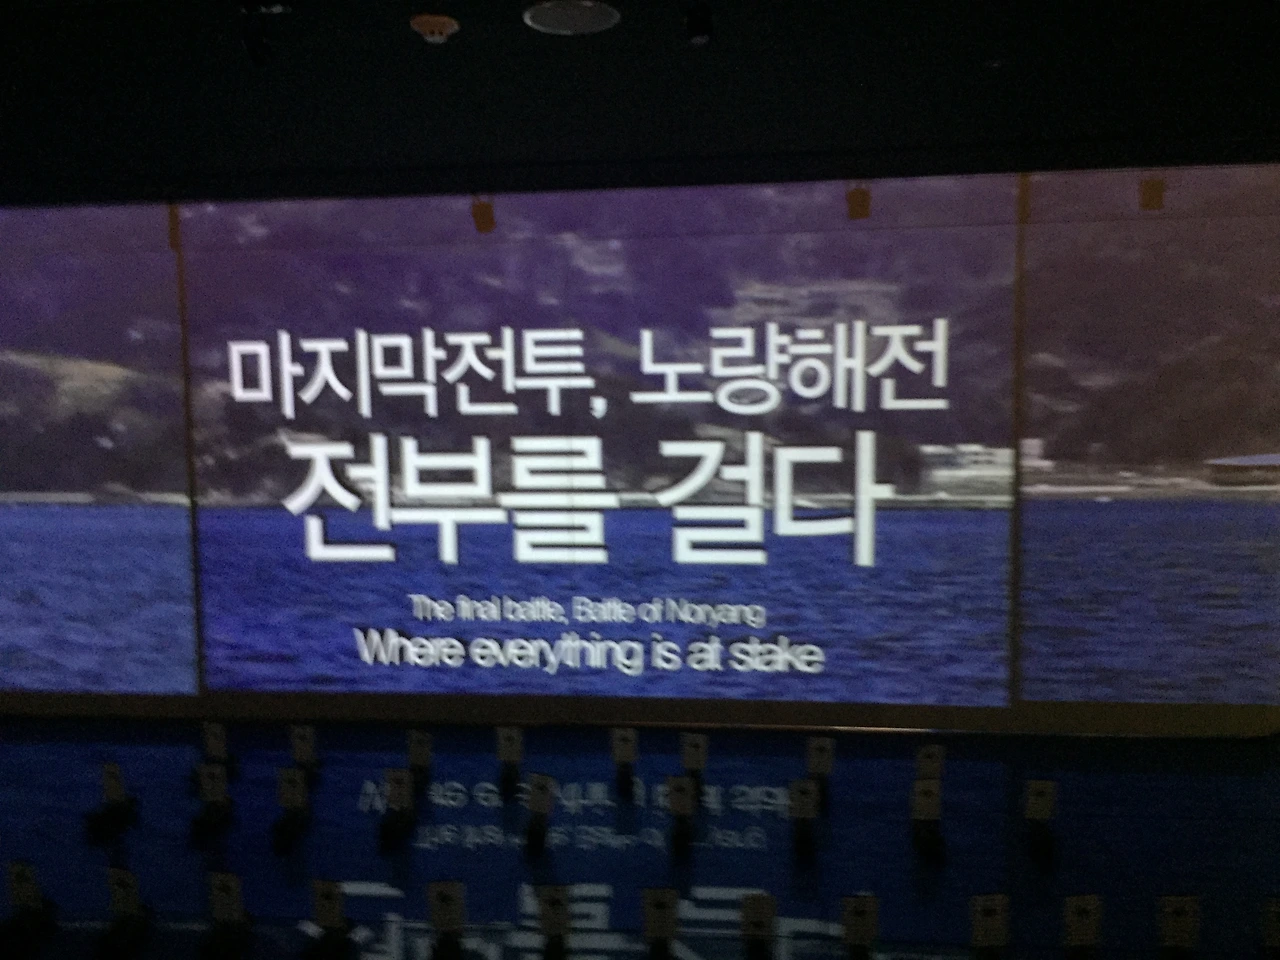 마지막전투, 노량해전
전부를 걸다
The final battle, Battle of Noryang
Where everything is at stake